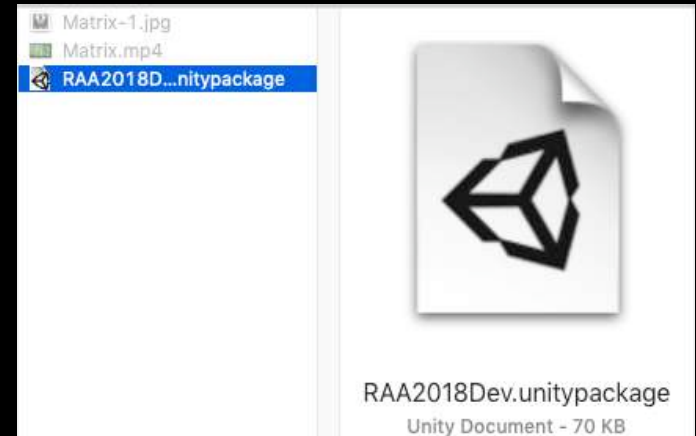 Matrix-1.jpg
Matrix.mp4
RAA2018D...nitypackage
RAA2018Dev.unitypackage
Unity Document - 70 KB